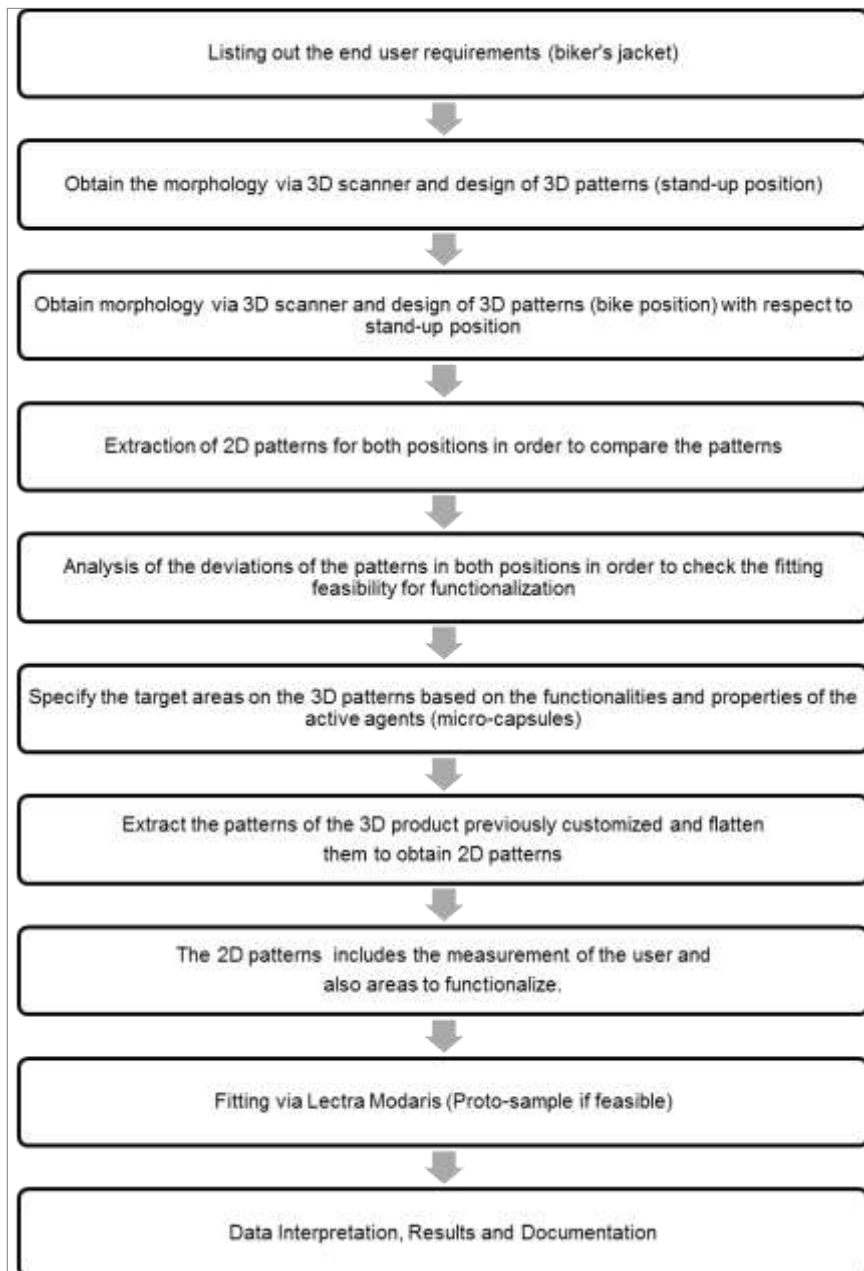 Listing out the end user requirements (biker's jacket)
Obtain the morphology via 3D scanner and design of 3D patterns (stand-up position)
Obtain morphology via 3D scanner and design of 3D patterns (bike position) with respect to
stand-up position
Extraction of 2D patterns for both positions in order to compare the patterns
Analysis of the deviations of the patterns in both positions in order to check the fitting
feasibility for functionalization
Specify the target areas on the 3D patterns based on the functionalities and properties of the
active agents (micro-capsules)
Extract the patterns of the 3D product previously customized and flatten
them to obtain 2D patterns
The 2D patterns includes the measurement of the user and
also areas to functionalize.
Fitting via Lectra Modaris (Proto-sample if feasible)
Data Interpretation, Results and Documentation